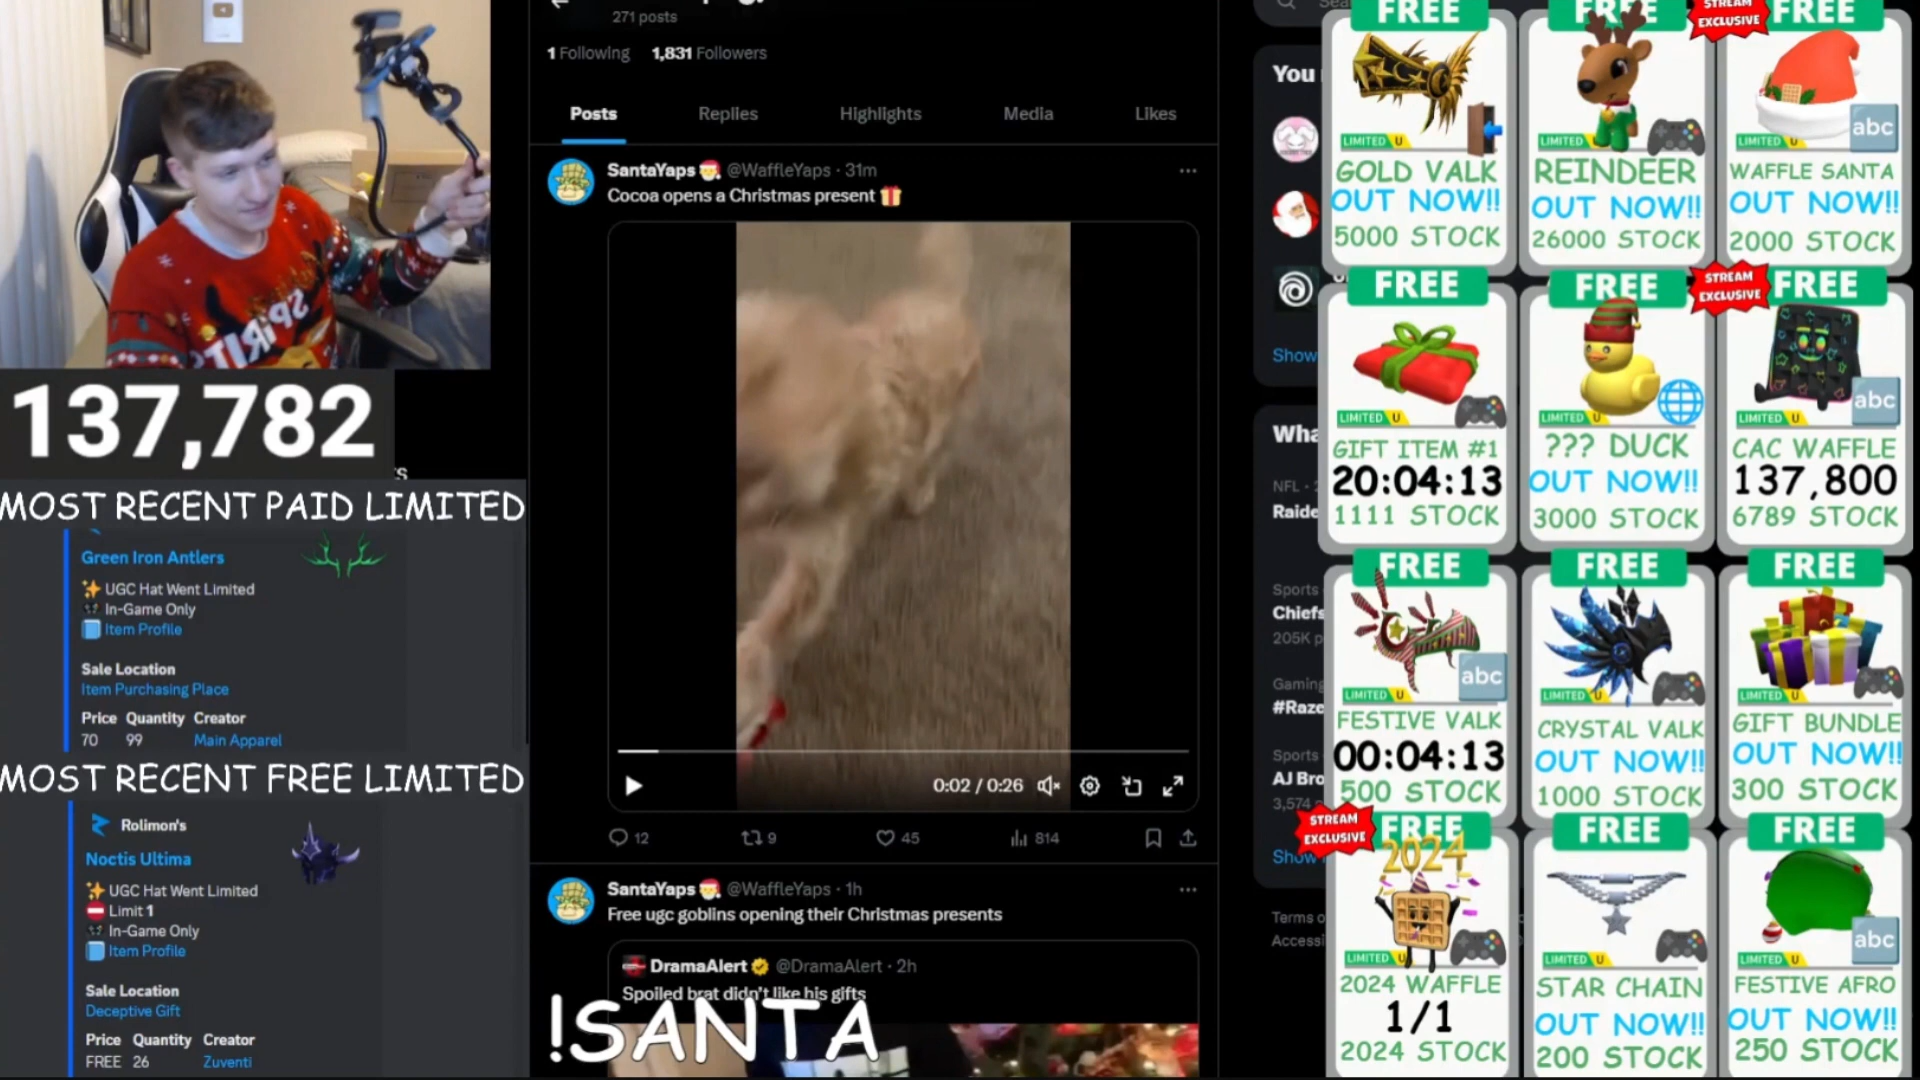 137,782
MOST RECENT PAID LIMITED
Green Iron Antlers
UGC Hat Went Limited
In-Game Only
Item Profile
Sale Location
Item Purchasing Place
Price Quantity Creator
70 99 Main Apparel
MOST RECENT FREE LIMITED
Rolimon's
Noctis Ultima
UGC Hat Went Limited
Limit 1
In-Game Only
Item Profile
Sale Location
Deceptive Gift
Price Quantity Creator
FREE 26 Zuventi
SPIRIT
271 posts
1 Following 1,831 Followers
Posts Replies Highlights Media Likes
SantaYaps @WaffleYaps · 31m
Cocoa opens a Christmas present
0:02 / 0:26
12 9 45 814
SantaYaps @WaffleYaps · 1h
Free ugc goblins opening their Christmas presents
DramaAlert @DramaAlert · 2h
Spoiled brat didn't like his gifts
!SANTA
You
Show
NFL
Sports
Chiefs
205K
Gaming
#Raze
Sports
AJ Bro
3,574
Show
Terms
FREE
LIMITED U
GOLD VALK
OUT NOW!!
5000 STOCK
FREE
LIMITED U
REINDEER
OUT NOW!!
26000 STOCK
STREAM EXCLUSIVE
FREE
LIMITED U
abc
WAFFLE SANTA
OUT NOW!!
2000 STOCK
FREE
LIMITED U
GIFT ITEM #1
20:04:13
1111 STOCK
FREE
LIMITED U
??? DUCK
OUT NOW!!
3000 STOCK
STREAM EXCLUSIVE
FREE
LIMITED U
abc
CAC WAFFLE
137,800
6789 STOCK
FREE
LIMITED U
abc
FESTIVE VALK
00:04:13
500 STOCK
FREE
LIMITED U
CRYSTAL VALK
OUT NOW!!
1000 STOCK
FREE
LIMITED U
GIFT BUNDLE
OUT NOW!!
300 STOCK
STREAM EXCLUSIVE
FREE
2024
LIMITED U
2024 WAFFLE
1/1
2024 STOCK
FREE
LIMITED U
STAR CHAIN
OUT NOW!!
200 STOCK
FREE
LIMITED U
abc
FESTIVE AFRO
OUT NOW!!
250 STOCK